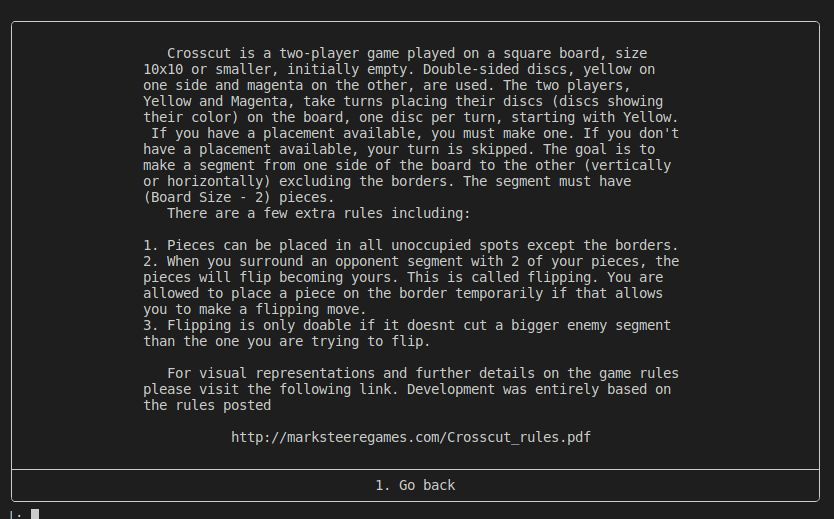 Crosscut is a two-player game played on a square board, size
10x10 or smaller, initially empty. Double-sided discs, yellow on
one side and magenta on the other, are used. The two players,
Yellow and Magenta, take turns placing their discs (discs showing
their color) on the board, one disc per turn, starting with Yellow.
If you have a placement available, you must make one. If you don't
have a placement available, your turn is skipped. The goal is to
make a segment from one side of the board to the other (vertically
or horizontally) excluding the borders. The segment must have
(Board Size - 2) pieces.
There are a few extra rules including:
1. Pieces can be placed in all unoccupied spots except the borders.
2. When you surround an opponent segment with 2 of your pieces, the
pieces will flip becoming yours. This is called flipping. You are
allowed to place a piece on the border temporarily if that allows
you to make a flipping move.
3. Flipping is only doable if it doesnt cut a bigger enemy segment
than the one you are trying to flip.
For visual representations and further details on the game rules
please visit the following link. Development was entirely based on
the rules posted
http://marksteeregames.com/Crosscut_rules.pdf
1. Go back